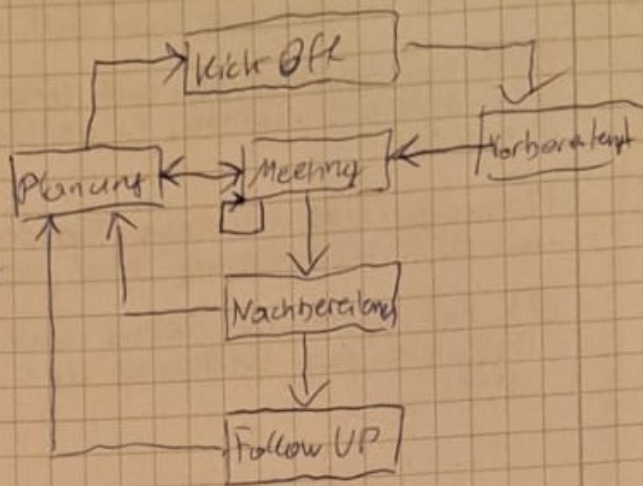 Kick Off
Vorbereitung
Planung
Meeting
Nachbereitung
Follow UP